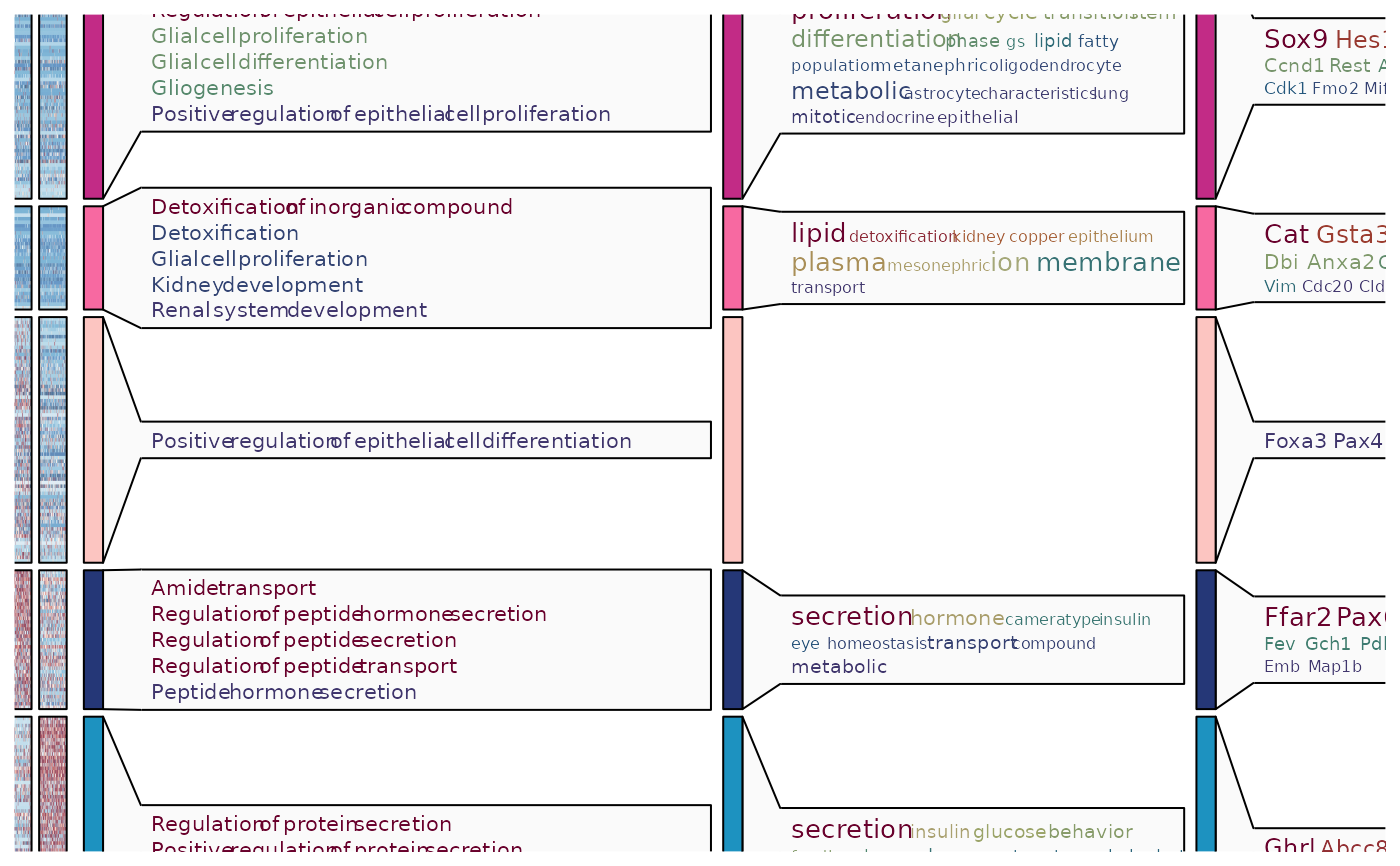 Regulation of epithelial cell proliferation
Glial cell proliferation
Glial cell differentiation
Gliogenesis
Positive regulation of epithelial cell proliferation
Detoxification of inorganic compound
Detoxification
Glial cell proliferation
Kidney development
Renal system development
Positive regulation of epithelial cell differentiation
Amide transport
Regulation of peptide hormone secretion
Regulation of peptide secretion
Regulation of peptide transport
Peptide hormone secretion
Regulation of protein secretion
Positive regulation of protein secretion
proliferation glial cycle transition stem
differentiation phase gs lipid fatty
population metanephric oligodendrocyte
metabolic astrocyte characteristics lung
mitotic endocrine epithelial
lipid detoxification kidney copper epithelium
plasma mesonephric ion membrane
transport
secretion hormone cameratype insulin
eye homeostasis transport compound
metabolic
secretion insulin glucose behavior
Sox9 Hes1
Ccnd1 Rest
Cdk1 Fmo2
Cat Gsta3
Dbi Anxa2
Vim Cdc20
Foxa3 Pax4
Ffar2
Fev Gch1
Emb Map1b
Ghrl Abcc8